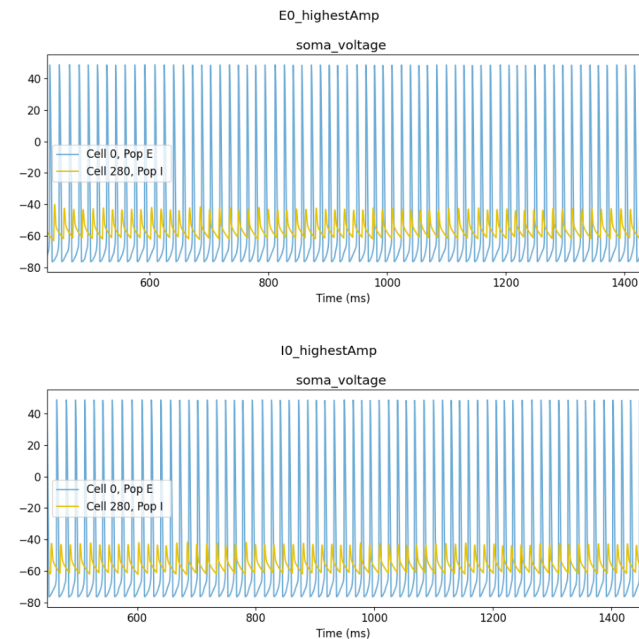 E0_highestAmp
soma_voltage
40
20
0
−20
−40
−60
−80
Cell 0, Pop E
Cell 280, Pop I
600
800
1000
1200
1400
Time (ms)
I0_highestAmp
soma_voltage
40
20
0
−20
−40
−60
−80
Cell 0, Pop E
Cell 280, Pop I
600
800
1000
1200
1400
Time (ms)